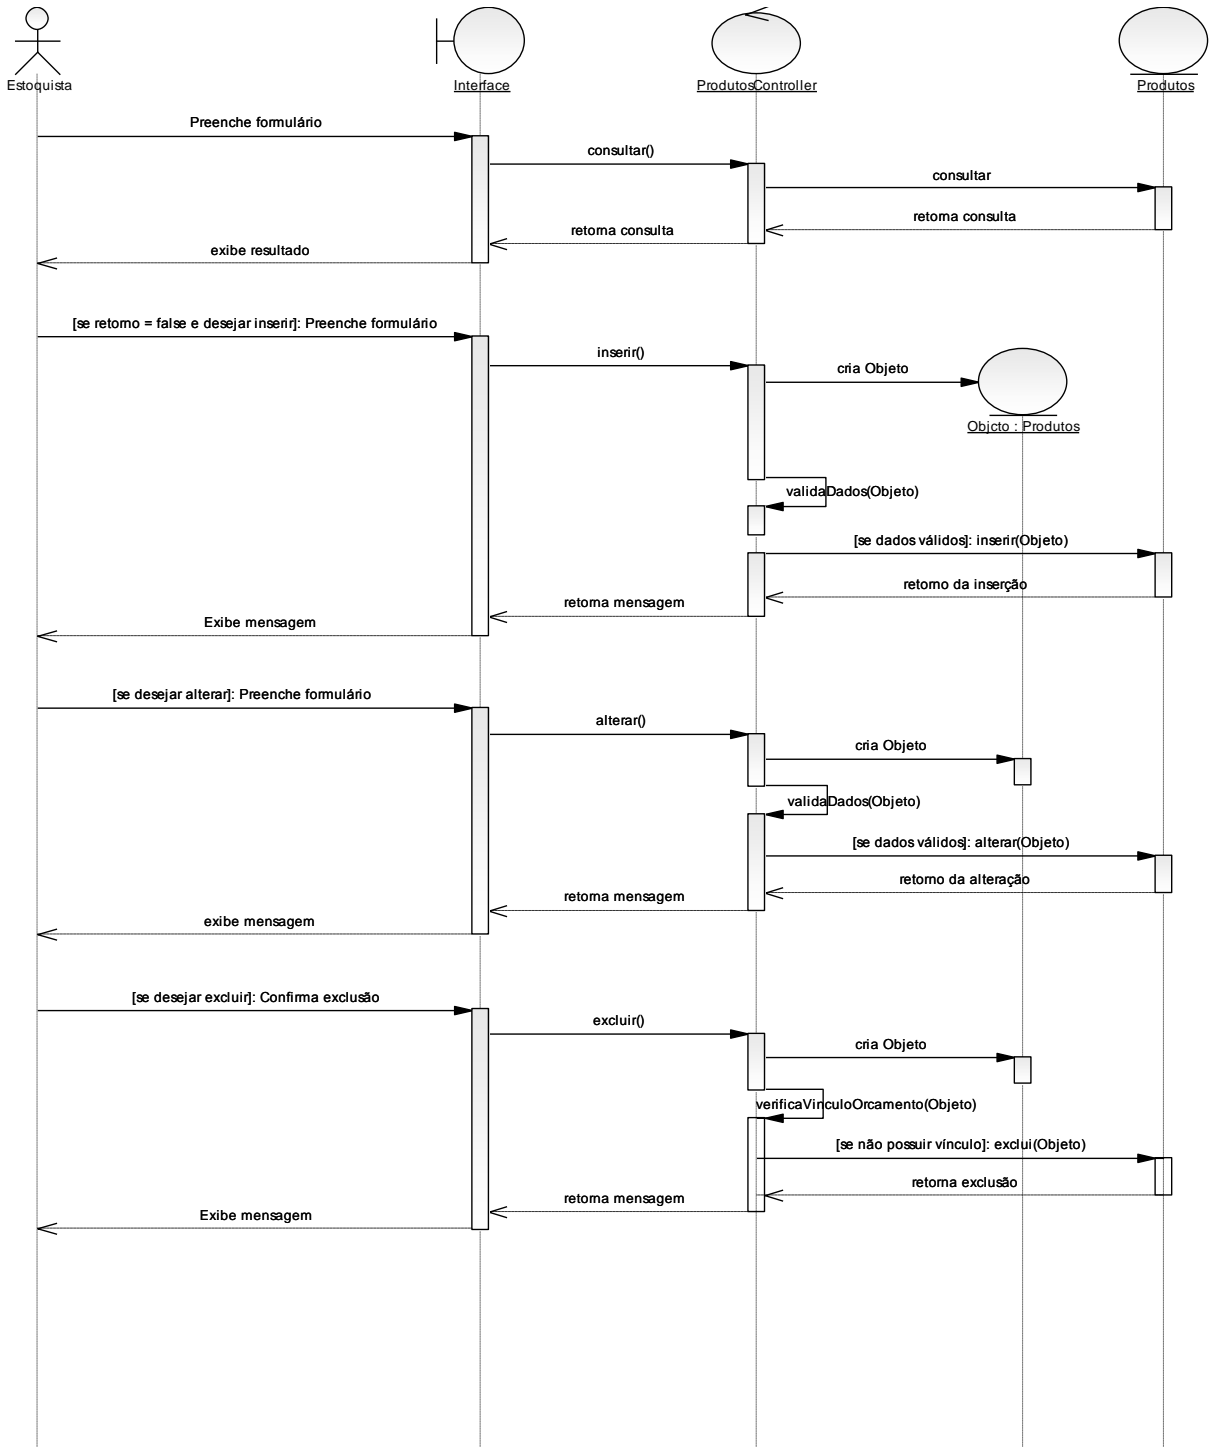 Estoquista
Interface
ProdutosController
Produtos
Preenche formulário
consultar()
consultar
retorna consulta
retorna consulta
exibe resultado
[se retorno = false e desejar inserir]: Preenche formulário
inserir()
cria Objeto
Objcto : Produtos
validaDados(Objeto)
[se dados válidos]: inserir(Objeto)
retorno da inserção
retorna mensagem
Exibe mensagem
[se desejar alterar]: Preenche formulário
alterar()
cria Objeto
validaDados(Objeto)
[se dados válidos]: alterar(Objeto)
retorno da alteração
retorna mensagem
exibe mensagem
[se desejar excluir]: Confirma exclusão
excluir()
cria Objeto
verificaVinculoOrcamento(Objeto)
[se não possuir vínculo]: exclui(Objeto)
retorna exclusão
retorna mensagem
Exibe mensagem